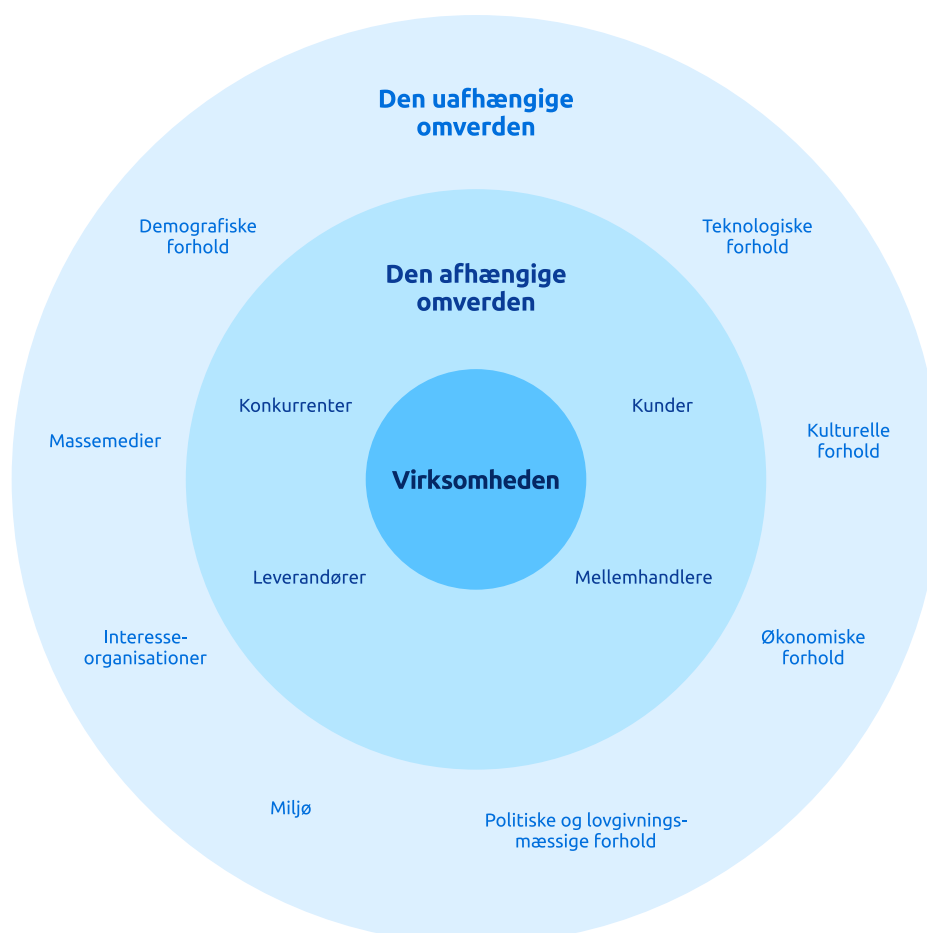 Den uafhængige
omverden
Demografiske
forhold
Teknologiske
forhold
Den afhængige
omverden
Konkurrenter
Kunder
Massemedier
Kulturelle
forhold
Virksomheden
Leverandører
Mellemhandlere
Interesse-
organisationer
Økonomiske
forhold
Miljø
Politiske og lovgivnings-
mæssige forhold